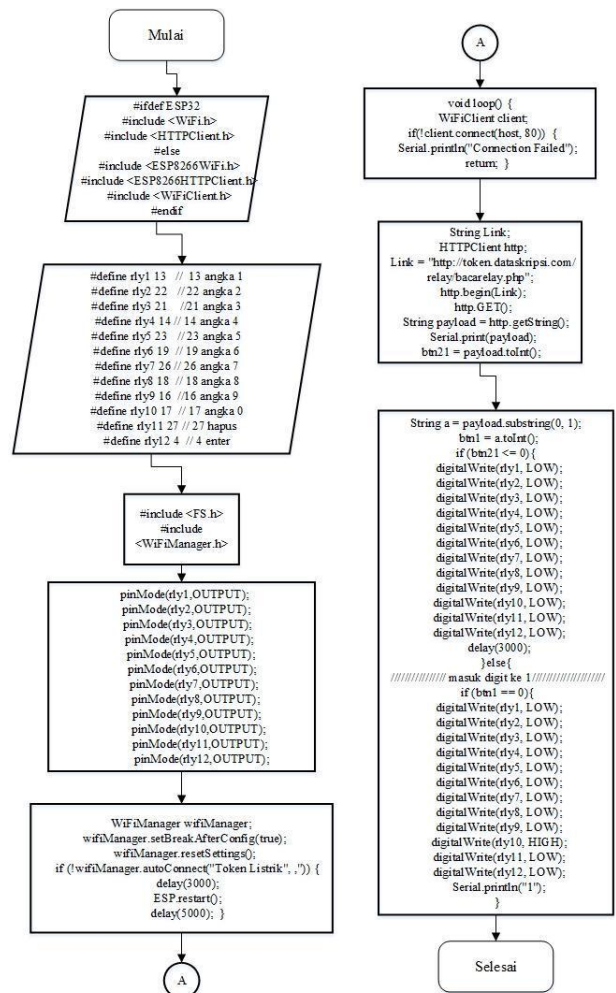 Mulai
#ifdef ESP32
#include <WiFi.h>
#include <HTTPClient.h>
#else
#include <ESP8266WiFi.h>
#include <ESP8266HTTPClient.h>
#include <WiFiClient.h>
#endif
#define rly1 13 // 13 angka 1
#define rly2 22 //22 angka 2
#define rly3 21 //21 angka 3
#define rly4 14 // 14 angka 4
#define rly5 23 // 23 angka 5
#define rly6 19 // 19 angka 6
#define rly7 26 // 26 angka 7
#define rly8 18 // 18 angka 8
#define rly9 16 //16 angka 9
#define rly10 17 // 17 angka 0
#define rly11 27 // 27 hapus
#define rly12 4 // 4 enter
#include <FS.h>
#include
<WiFiManager.h>
pinMode(rly1,OUTPUT);
pinMode(rly2,OUTPUT);
pinMode(rly3,OUTPUT);
pinMode(rly4,OUTPUT);
pinMode(rly5,OUTPUT);
pinMode(rly6,OUTPUT);
pinMode(rly7,OUTPUT);
pinMode(rly8,OUTPUT);
pinMode(rly9,OUTPUT);
pinMode(rly10,OUTPUT);
pinMode(rly11,OUTPUT);
pinMode(rly12,OUTPUT);
WiFiManager wifiManager;
wifiManager.setBreakAfterConfig(true);
wifiManager.resetSettings();
if (!wifiManager.autoConnect("Token Listrik", ,")) {
delay(3000);
ESP.restart();
delay(5000); }
A
A
void loop() {
WiFiClient client;
if(!client.connect(host, 80)) {
Serial.println("Connection Failed");
return; }
String Link;
HTTPClient http;
Link = "http://token.dataskripsi.com/
relay/bacarelay.php";
http.begin(Link);
http.GET();
String payload = http.getString();
Serial.print(payload);
btn21 = payload.toInt();
String a = payload.substring(0, 1);
btn1 = a.toInt();
if (btn21 <= 0){
digitalWrite(rly1, LOW);
digitalWrite(rly2, LOW);
digitalWrite(rly3, LOW);
digitalWrite(rly4, LOW);
digitalWrite(rly5, LOW);
digitalWrite(rly6, LOW);
digitalWrite(rly7, LOW);
digitalWrite(rly8, LOW);
digitalWrite(rly9, LOW);
digitalWrite(rly10, LOW);
digitalWrite(rly11, LOW);
digitalWrite(rly12, LOW);
delay(3000);
}else{
//////////////// masuk digit ke 1/////////////////////
if (btn1 == 0){
digitalWrite(rly1, LOW);
digitalWrite(rly2, LOW);
digitalWrite(rly3, LOW);
digitalWrite(rly4, LOW);
digitalWrite(rly5, LOW);
digitalWrite(rly6, LOW);
digitalWrite(rly7, LOW);
digitalWrite(rly8, LOW);
digitalWrite(rly9, LOW);
digitalWrite(rly10, HIGH);
digitalWrite(rly11, LOW);
digitalWrite(rly12, LOW);
Serial.println("1");
}
Selesai